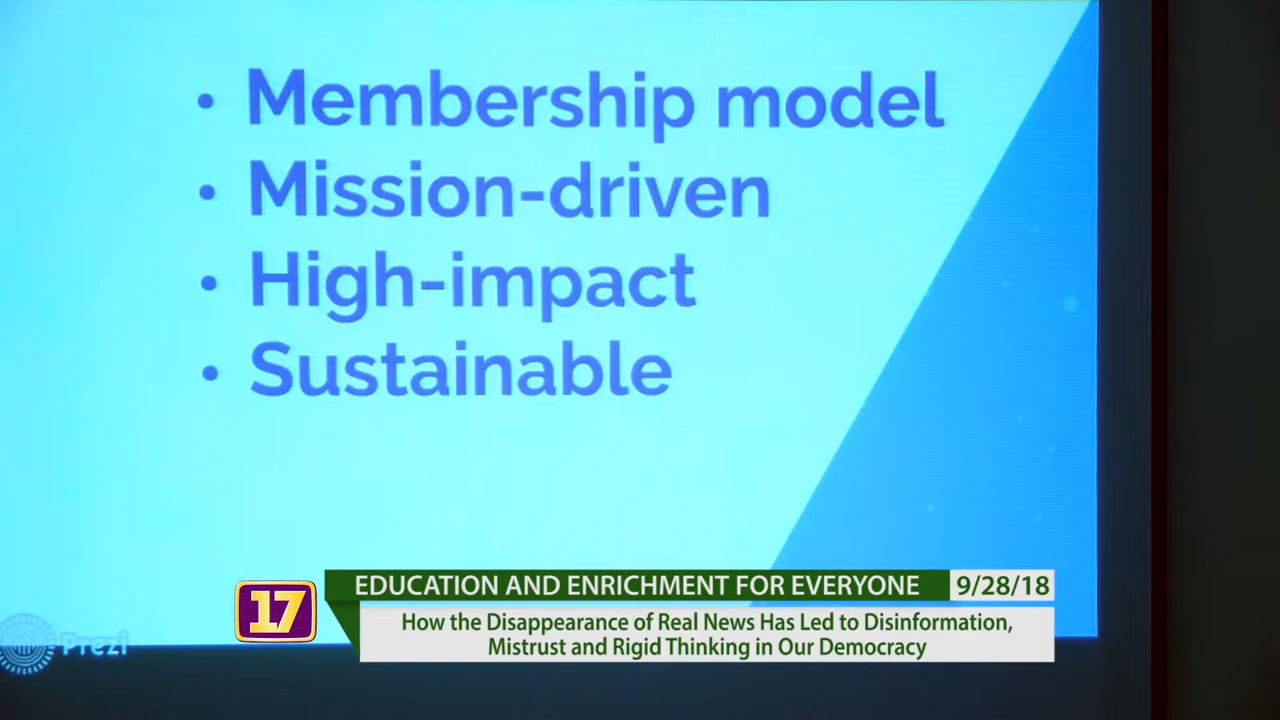 • Membership model
• Mission-driven
• High-impact
• Sustainable
17
EDUCATION AND ENRICHMENT FOR EVERYONE
9/28/18
How the Disappearance of Real News Has Led to Disinformation,
Mistrust and Rigid Thinking in Our Democracy
Prezi